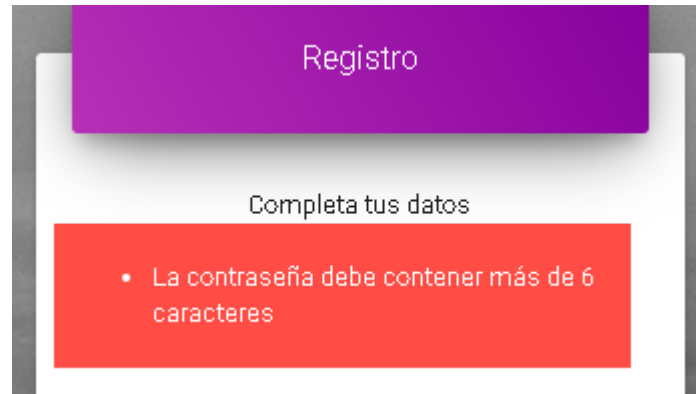 Registro
Completa tus datos
• La contraseña debe contener más de 6
caracteres